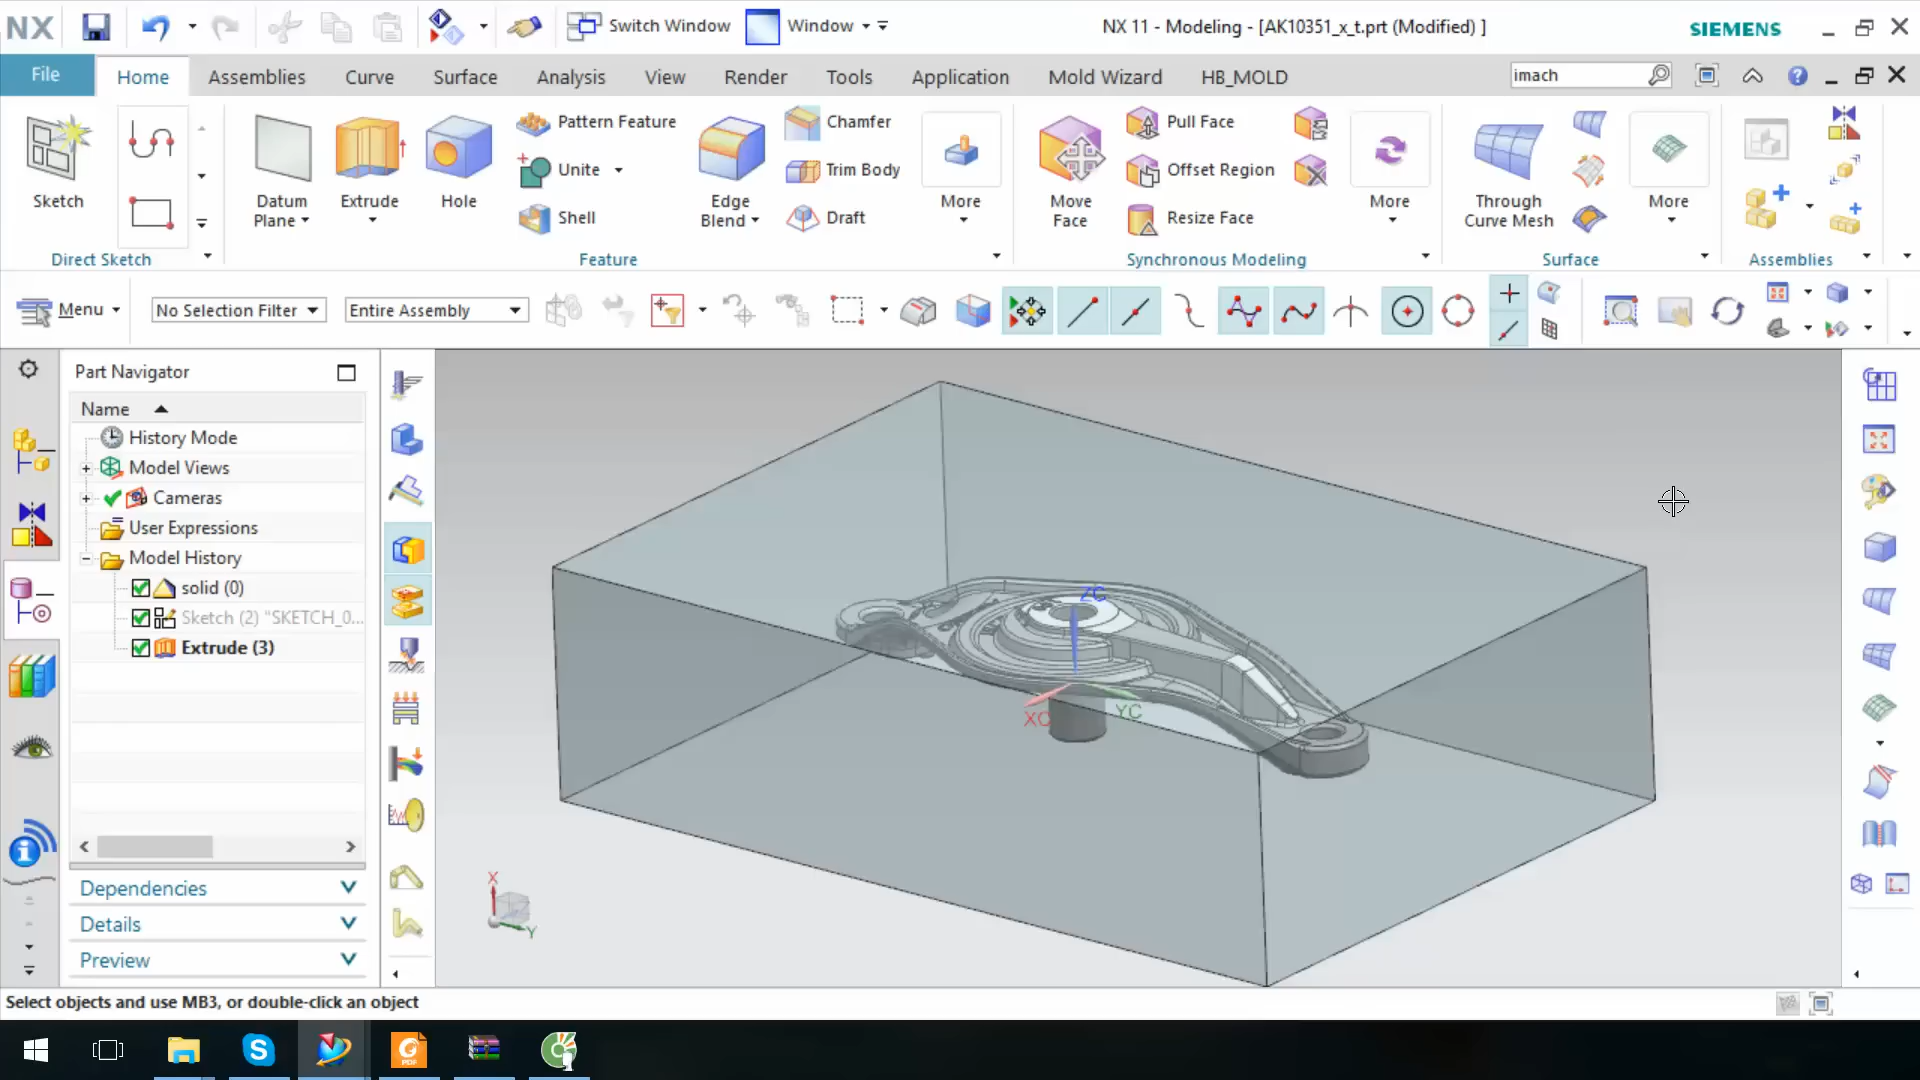 NX
Switch Window
Window
NX 11 - Modeling - [AK10351_x_t.prt (Modified) ]
SIEMENS
File
Home
Assemblies
Curve
Surface
Analysis
View
Render
Tools
Application
Mold Wizard
HB_MOLD
imach
Sketch
Datum
Plane
Extrude
Hole
Pattern Feature
Unite
Shell
Edge
Blend
Chamfer
Trim Body
Draft
More
Move
Face
Pull Face
Offset Region
Resize Face
More
Through
Curve Mesh
More
Direct Sketch
Feature
Synchronous Modeling
Surface
Assemblies
Menu
No Selection Filter
Entire Assembly
Part Navigator
Name
History Mode
Model Views
Cameras
User Expressions
Model History
solid (0)
Sketch (2) "SKETCH_0...
Extrude (3)
Dependencies
Details
Preview
ZC
XC
YC
X
Y
Select objects and use MB3, or double-click an object
PDF